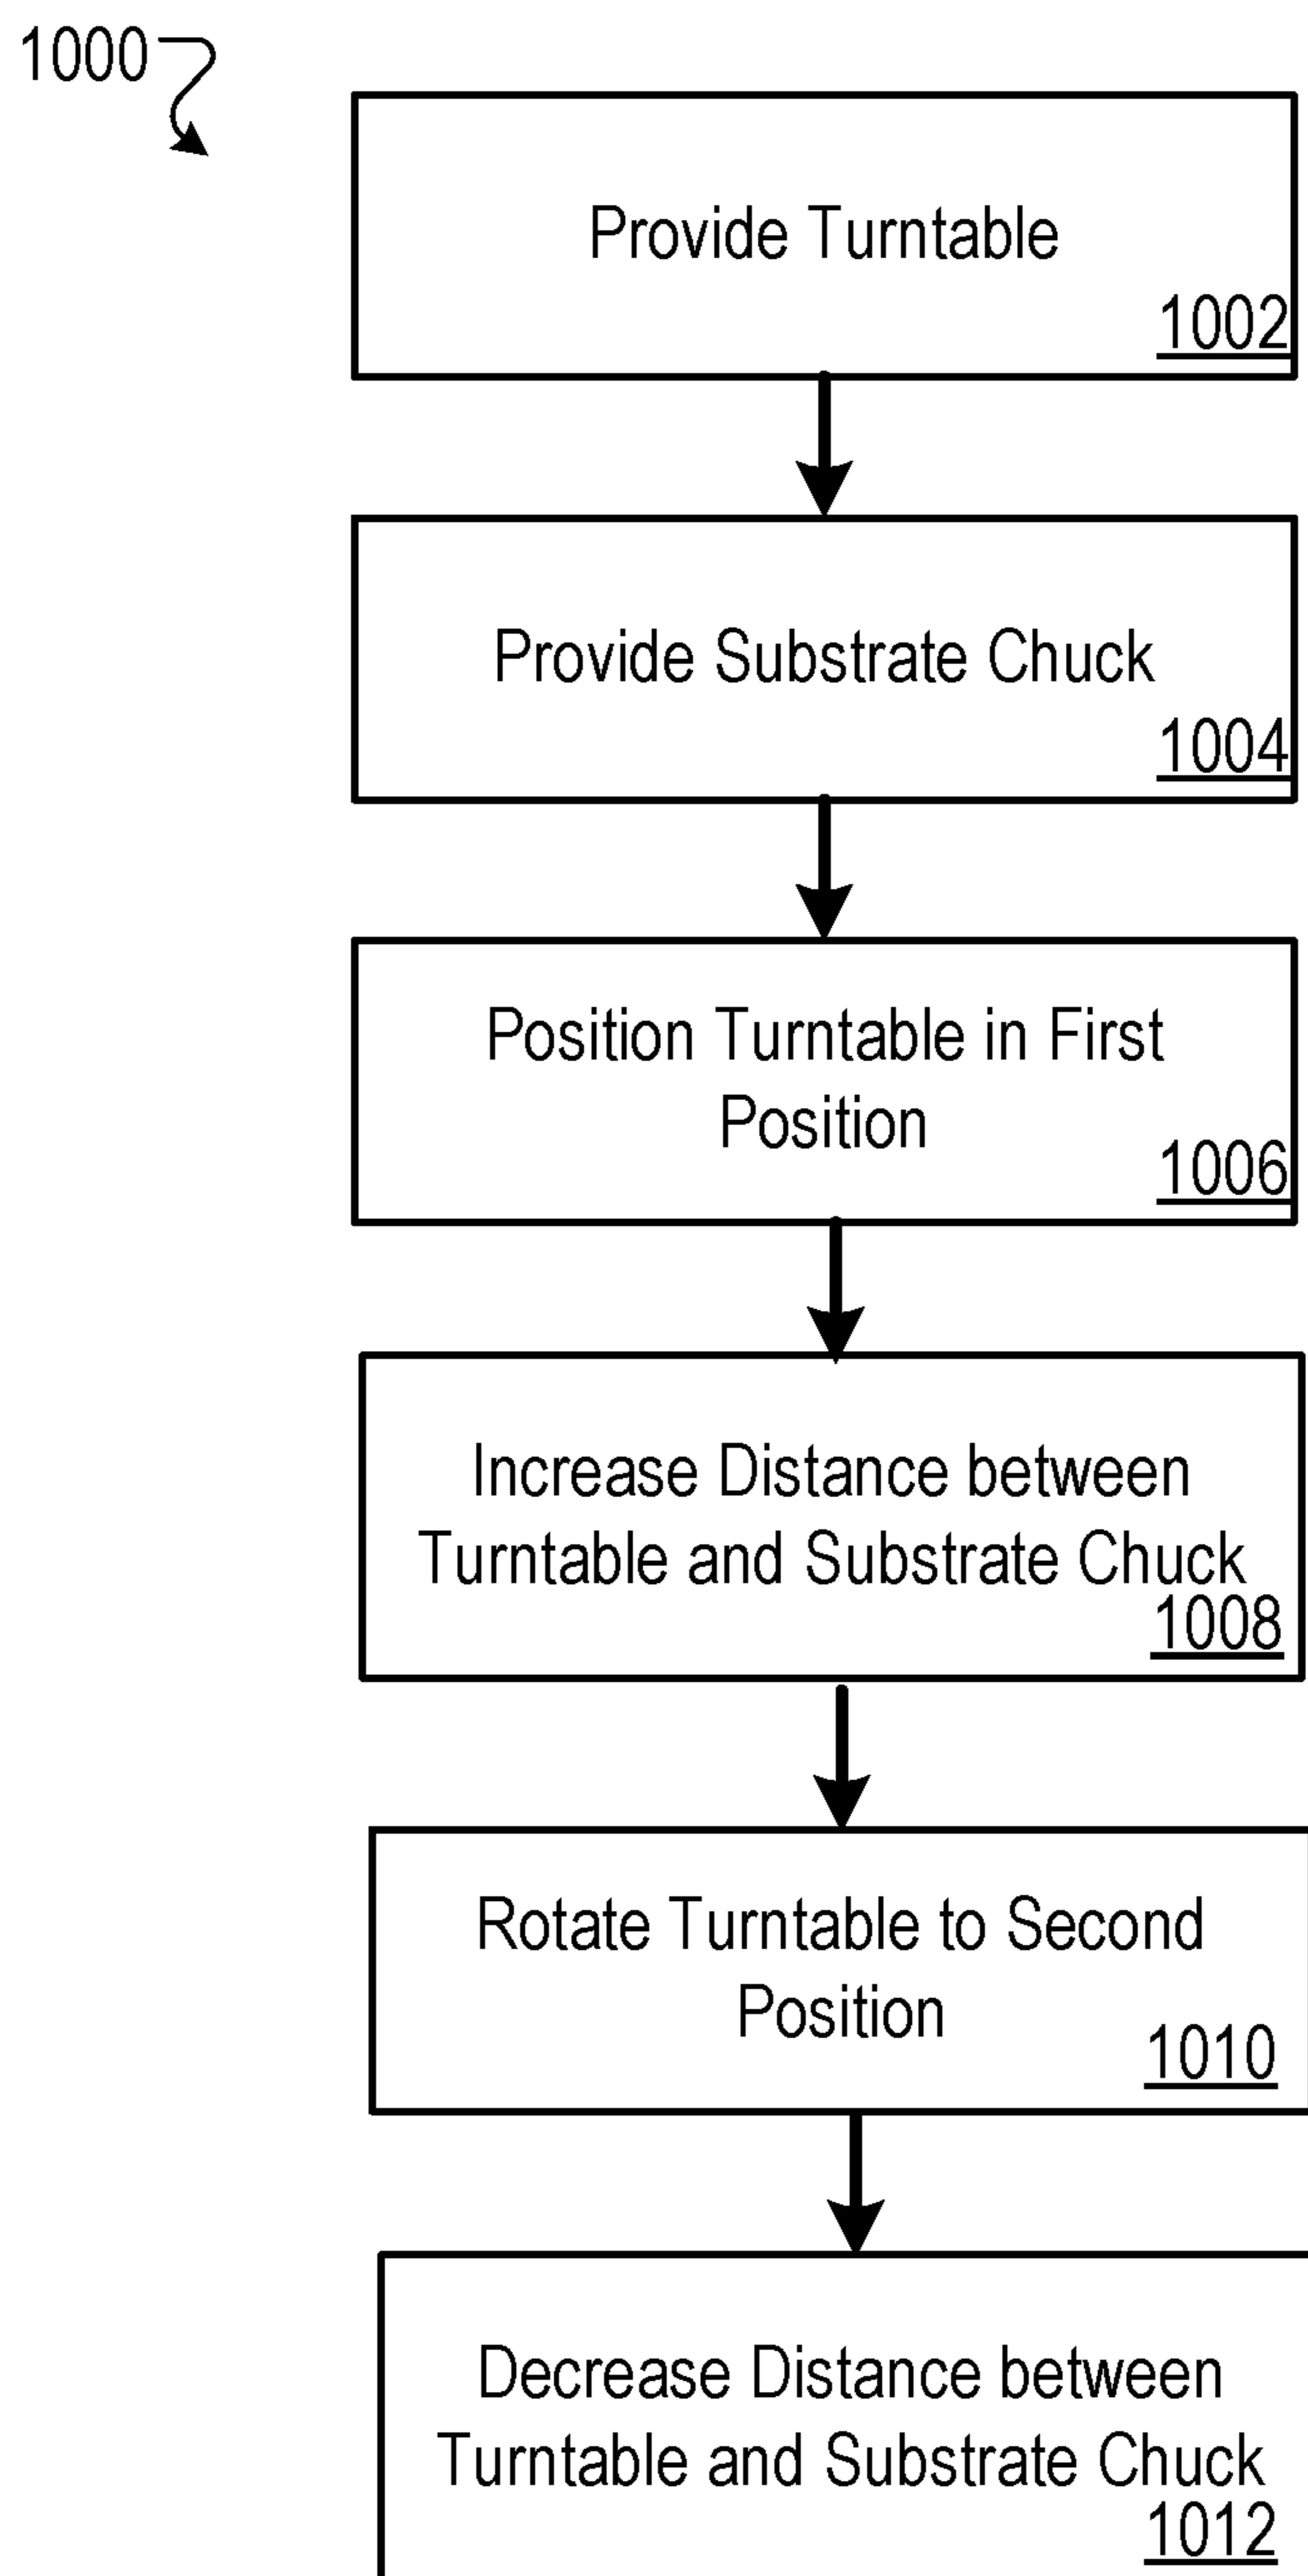 1000
Provide Turntable
1002
Provide Substrate Chuck
1004
Position Turntable in First
Position
1006
Increase Distance between
Turntable and Substrate Chuck
1008
Rotate Turntable to Second
Position
1010
Decrease Distance between
Turntable and Substrate Chuck
1012